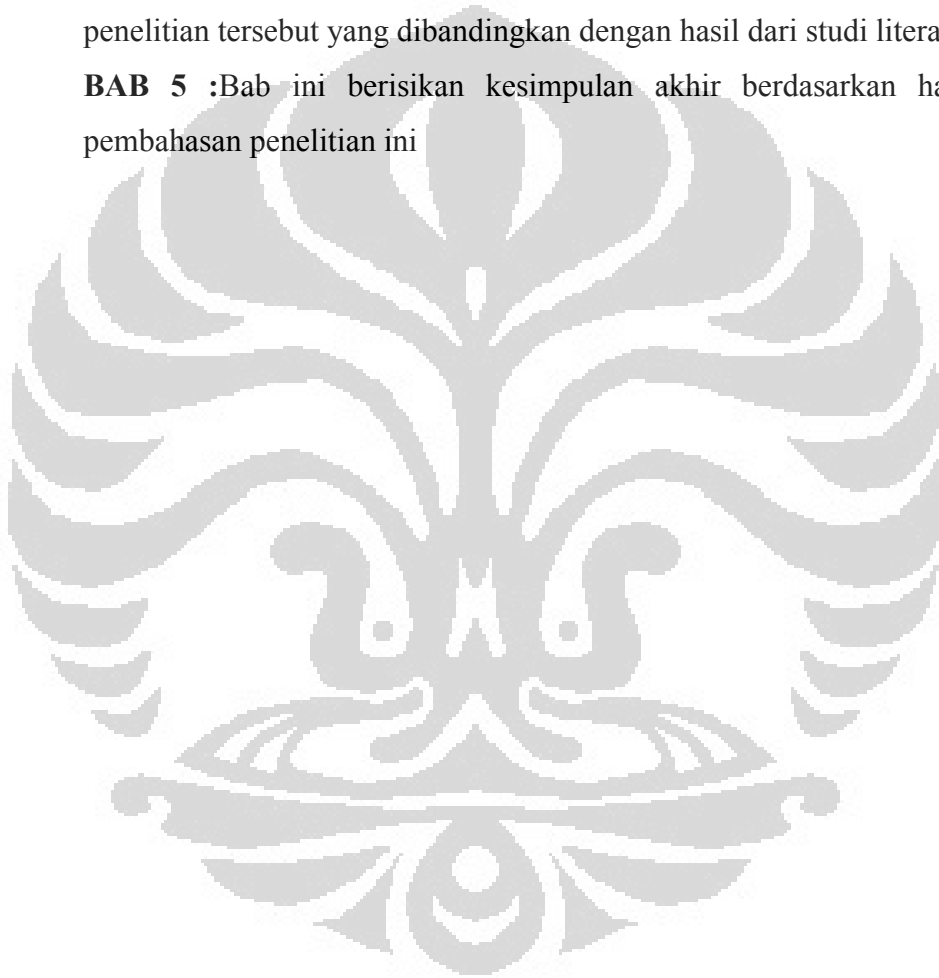 penelitian tersebut yang dibandingkan dengan hasil dari studi litera
BAB 5 :Bab ini berisikan kesimpulan akhir berdasarkan ha
pembahasan penelitian ini